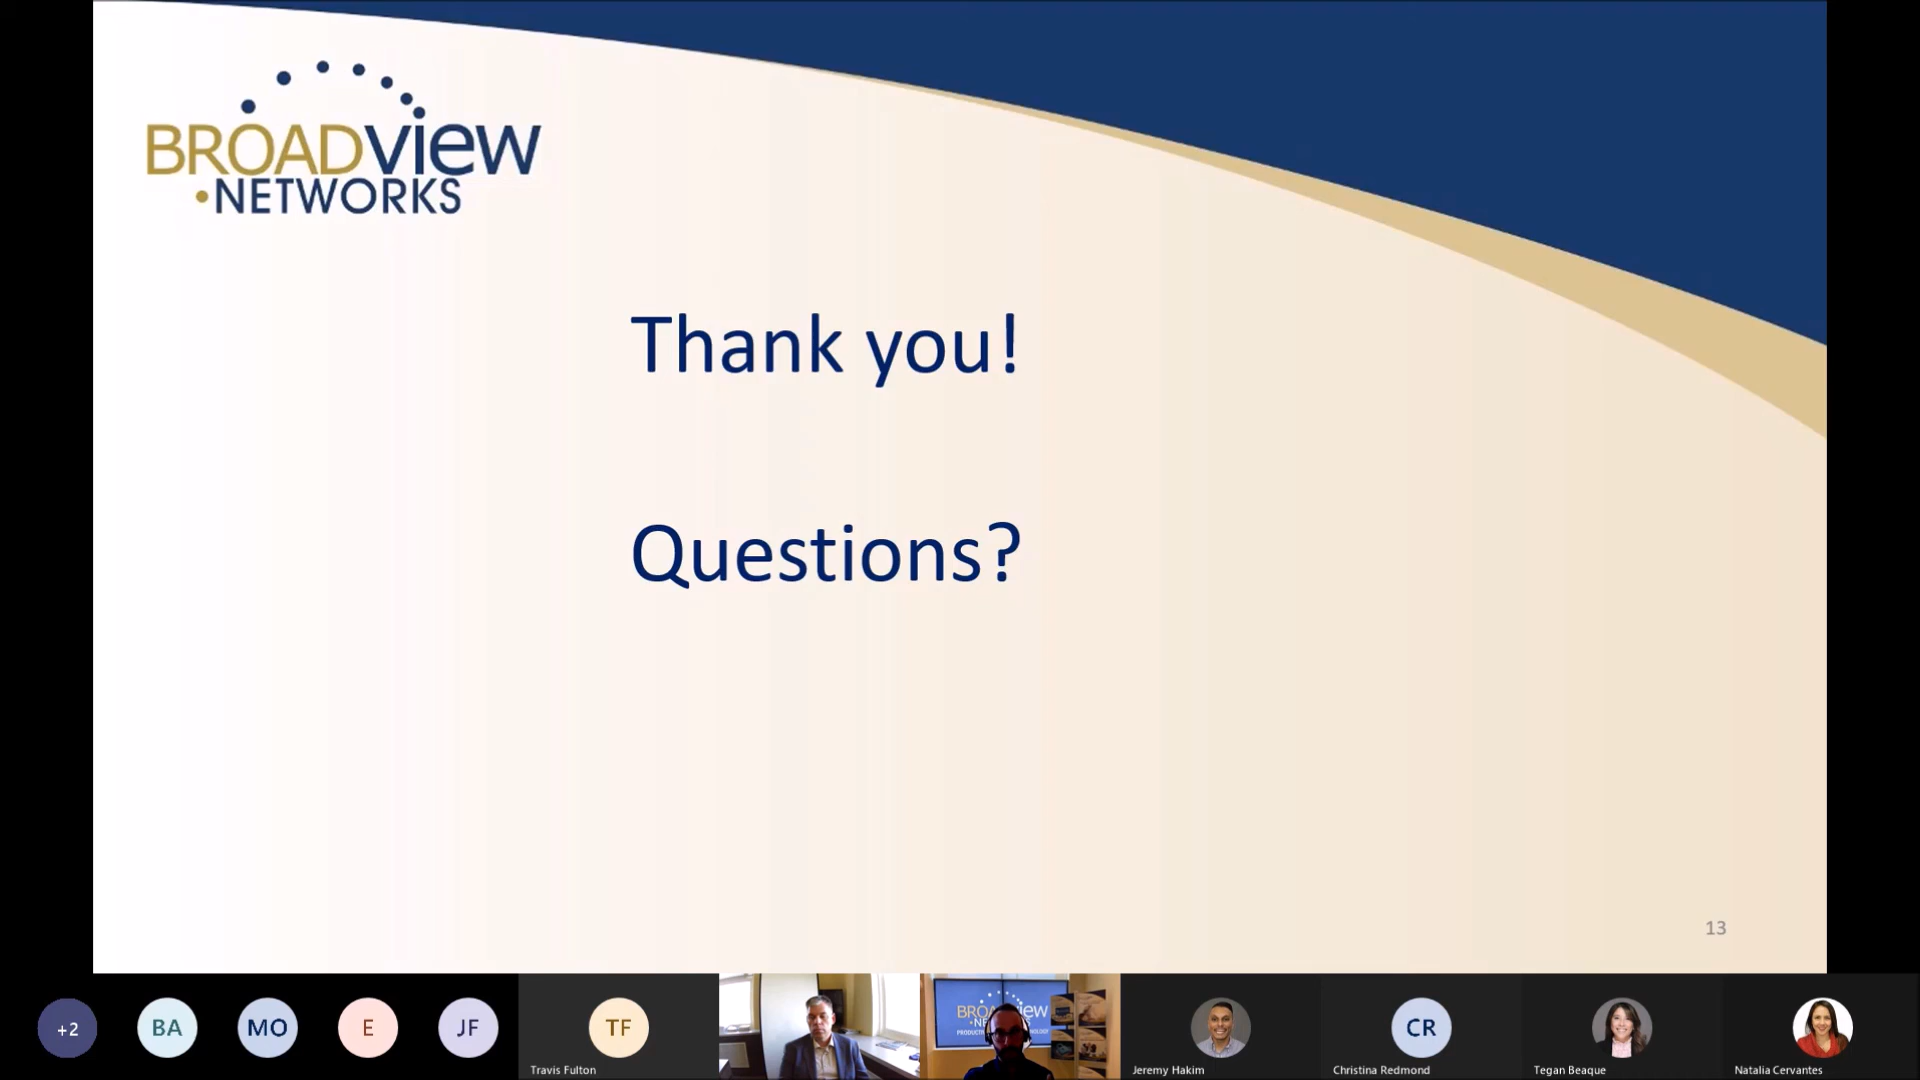 BROADVIEW
NETWORKS
Thank you!
Questions?
13
+2
BA
MO
E
JF
TF
Travis Fulton
Jeremy Hakim
CR
Christina Redmond
Tegan Beaque
Natalia Cervantes